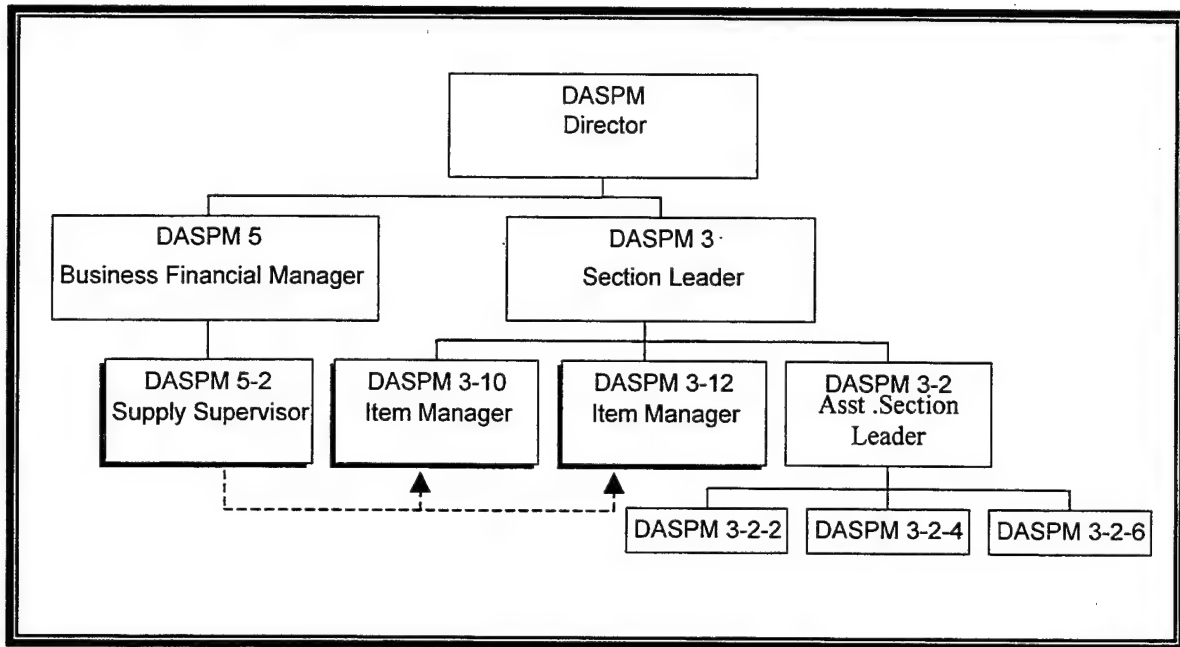 DASPM
Director
DASPM 5
Business Financial Manager
DASPM 3
Section Leader
DASPM 5-2
Supply Supervisor
DASPM 3-10
Item Manager
DASPM 3-12
Item Manager
DASPM 3-2
Asst .Section
Leader
DASPM 3-2-2
DASPM 3-2-4
DASPM 3-2-6